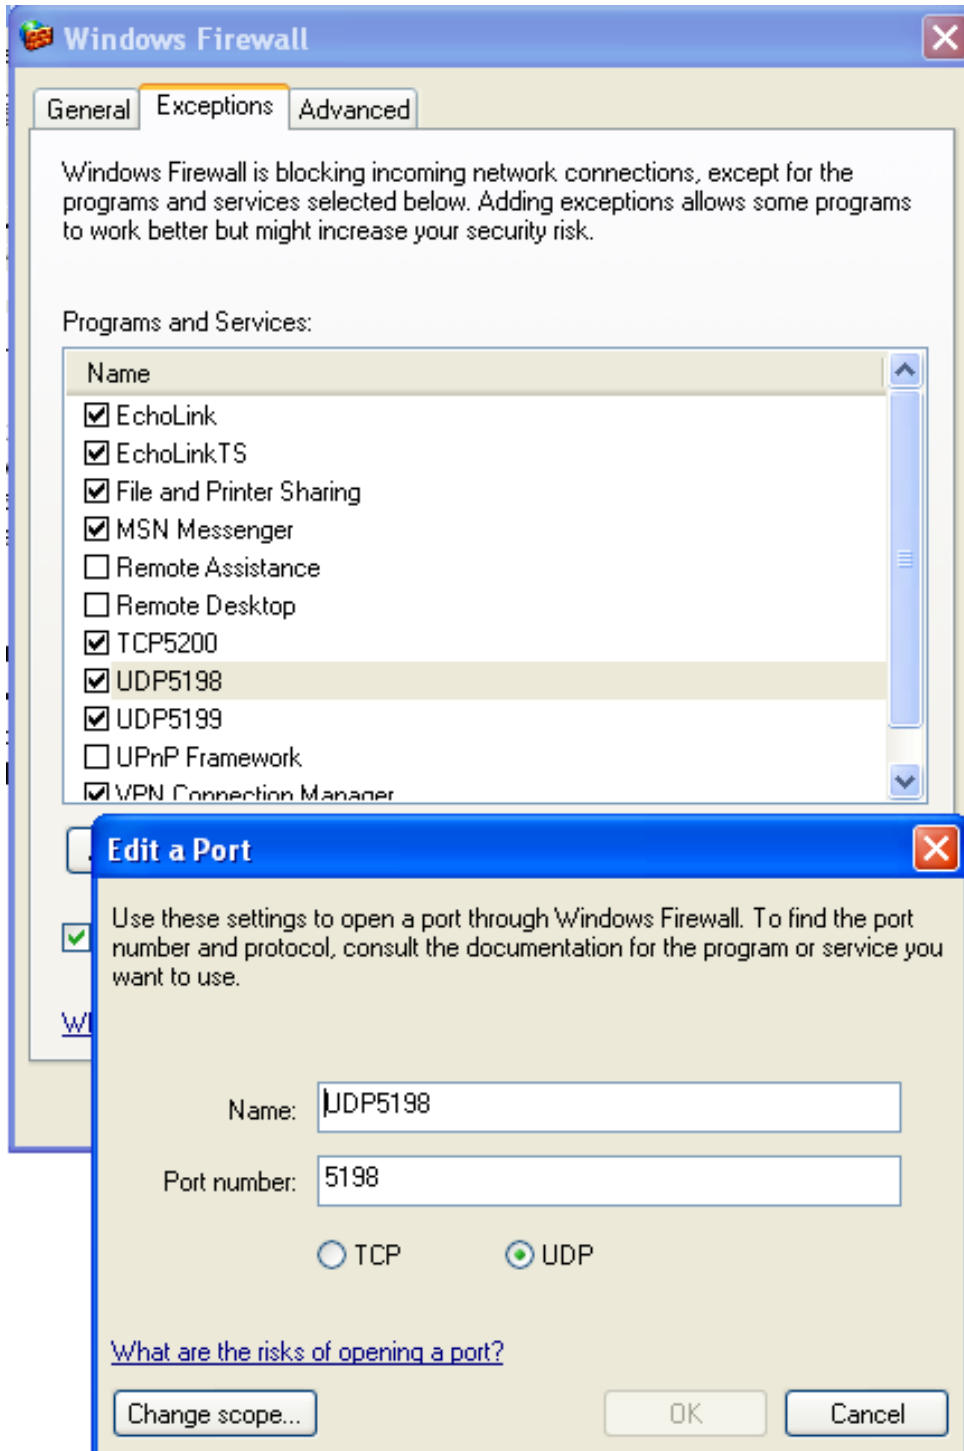 Windows Firewall
General Exceptions Advanced
Windows Firewall is blocking incoming network connections, except for the
programs and services selected below. Adding exceptions allows some programs
to work better but might increase your security risk.
Programs and Services:
Name
EchoLink
EchoLinkTS
File and Printer Sharing
MSN Messenger
Remote Assistance
Remote Desktop
TCP5200
UDP5198
UDP5199
UPnP Framework
VPN Connection Manager
Edit a Port
Use these settings to open a port through Windows Firewall. To find the port
number and protocol, consult the documentation for the program or service you
want to use.
Name: UDP5198
Port number: 5198
TCP UDP
What are the risks of opening a port?
Change scope... OK Cancel